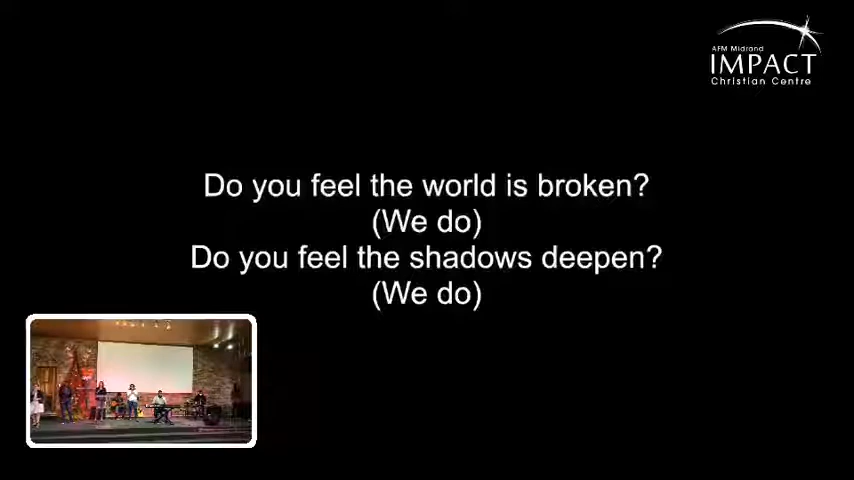 AFM Midrand
IMPACT
Christian Centre
Do you feel the world is broken?
(We do)
Do you feel the shadows deepen?
(We do)